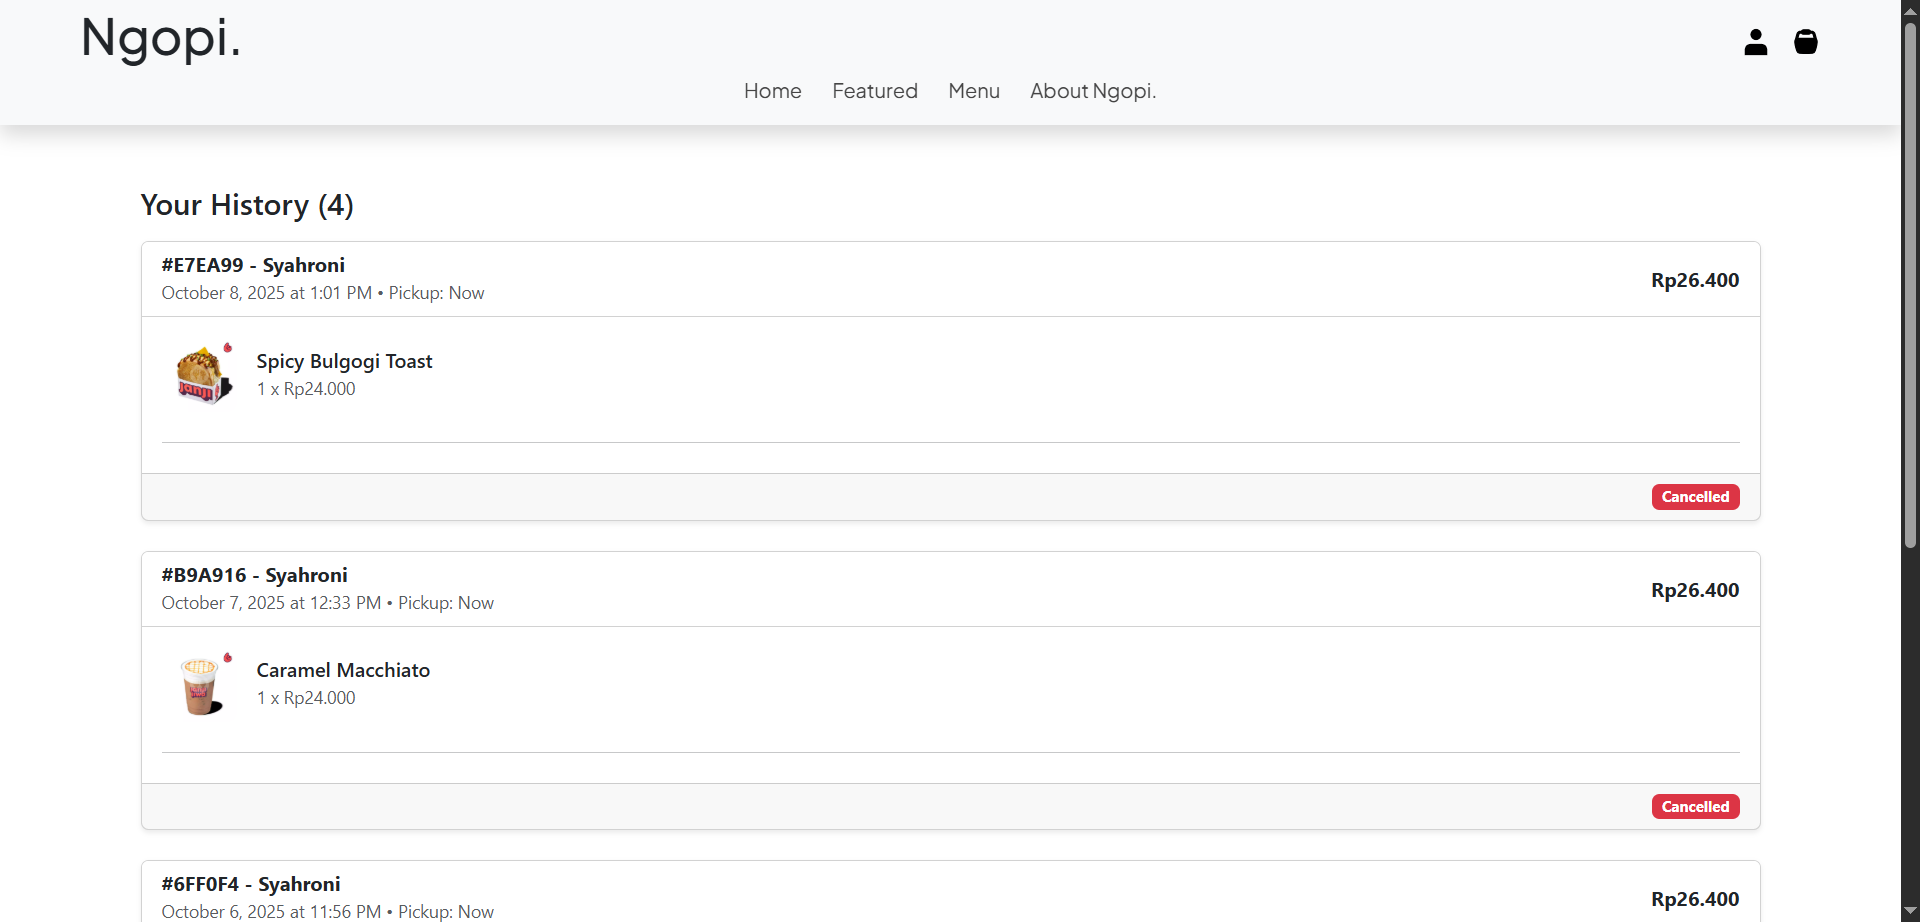 Ngopi.
Home Featured Menu About Ngopi.
Your History (4)
#E7EA99 - Syahroni
October 8, 2025 at 1:01 PM • Pickup: Now
Rp26.400
Janji
Spicy Bulgogi Toast
1 x Rp24.000
Cancelled
#B9A916 - Syahroni
October 7, 2025 at 12:33 PM • Pickup: Now
Rp26.400
Caramel Macchiato
1 x Rp24.000
Cancelled
#6FF0F4 - Syahroni
October 6, 2025 at 11:56 PM • Pickup: Now
Rp26.400